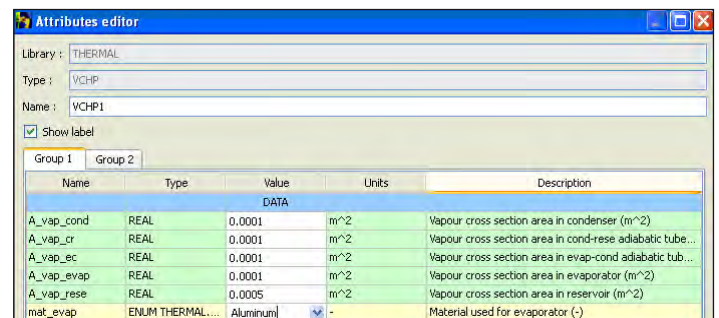 Attributes editor
Library : THERMAL
Type : VCHP
Name : VCHP1
Show label
Group 1 Group 2
Name Type Value Units Description
DATA
A_vap_cond REAL 0.0001 m^2 Vapour cross section area in condenser (m^2)
A_vap_cr REAL 0.0001 m^2 Vapour cross section area in cond-rese adiabatic tube...
A_vap_ec REAL 0.0001 m^2 Vapour cross section area in evap-cond adiabatic tub...
A_vap_evap REAL 0.0001 m^2 Vapour cross section area in evaporator (m^2)
A_vap_rese REAL 0.0005 m^2 Vapour cross section area in reservoir (m^2)
mat_evap ENUM THERMAL.... Aluminum - Material used for evaporator (-)